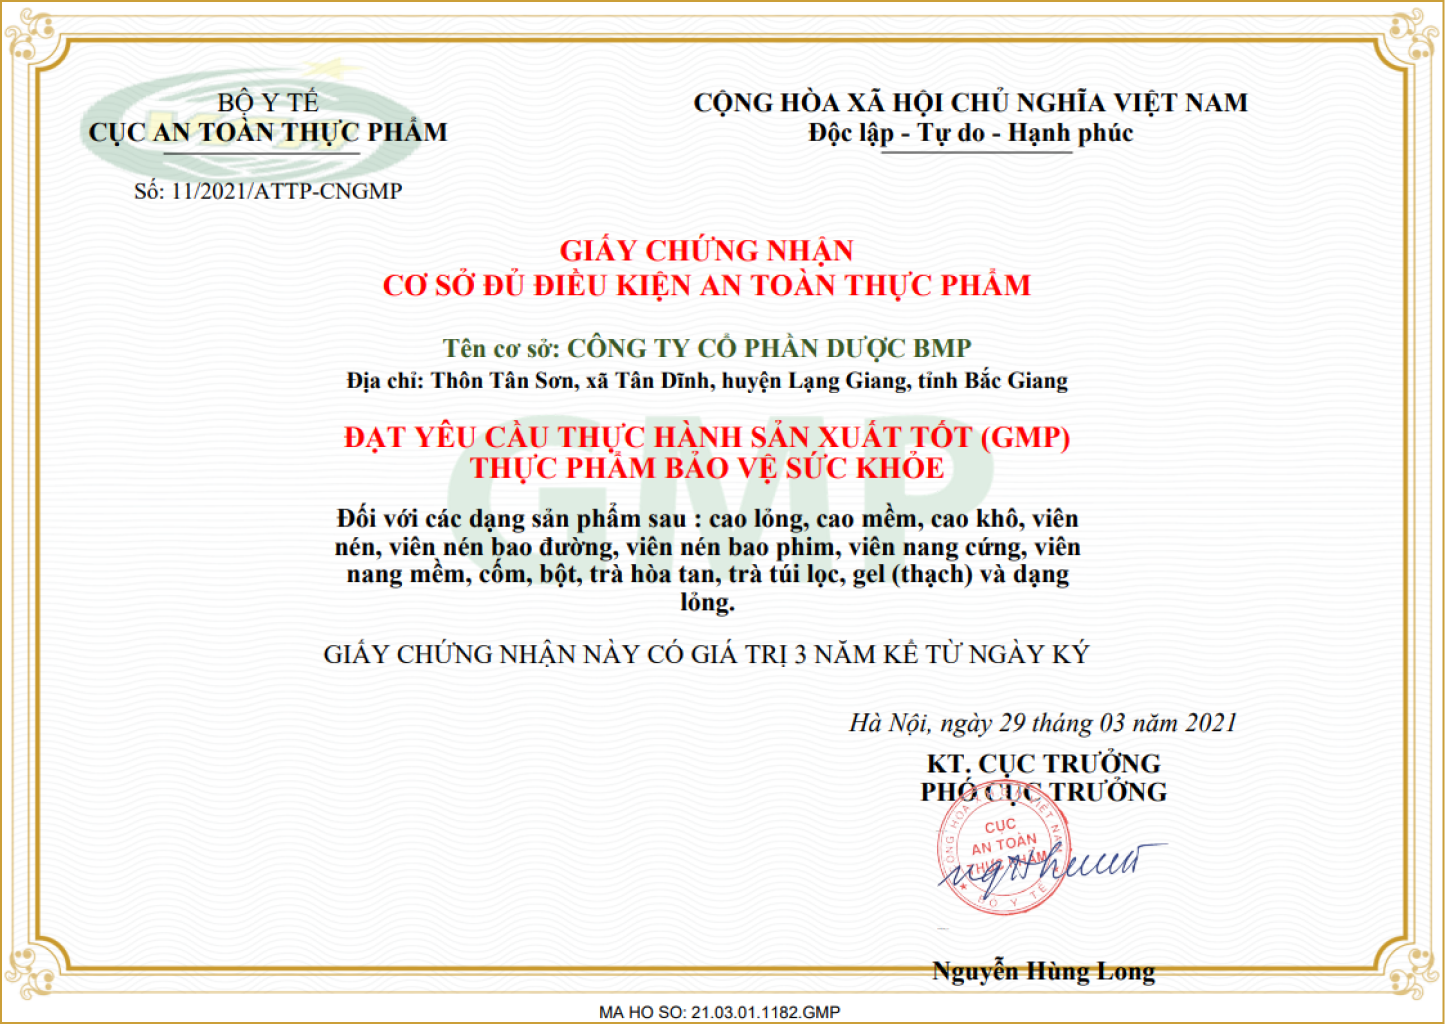 BỘ Y TẾ
CỤC AN TOÀN THỰC PHẨM
Số: 11/2021/ATTP-CNGMP
CỘNG HÒA XÃ HỘI CHỦ NGHĨA VIỆT NAM
Độc lập - Tự do - Hạnh phúc
GIẤY CHỨNG NHẬN
CƠ SỞ ĐỦ ĐIỀU KIỆN AN TOÀN THỰC PHẨM
Tên cơ sở: CÔNG TY CỔ PHẦN DƯỢC BMP
Địa chỉ: Thôn Tân Sơn, xã Tân Dĩnh, huyện Lạng Giang, tỉnh Bắc Giang
GMP
ĐẠT YÊU CẦU THỰC HÀNH SẢN XUẤT TỐT (GMP)
THỰC PHẨM BẢO VỆ SỨC KHỎE
Đối với các dạng sản phẩm sau : cao lỏng, cao mềm, cao khô, viên
nén, viên nén bao đường, viên nén bao phim, viên nang cứng, viên
nang mềm, cốm, bột, trà hòa tan, trà túi lọc, gel (thạch) và dạng
lỏng.
GIẤY CHỨNG NHẬN NÀY CÓ GIÁ TRỊ 3 NĂM KỂ TỪ NGÀY KÝ
Hà Nội, ngày 29 tháng 03 năm 2021
KT. CỤC TRƯỞNG
PHÓ CỤC TRƯỞNG
CỤC
AN TOÀN
THỰC PHẨM
BỘ Y TẾ
Nguyễn Hùng Long
MA HO SO: 21.03.01.1182.GMP